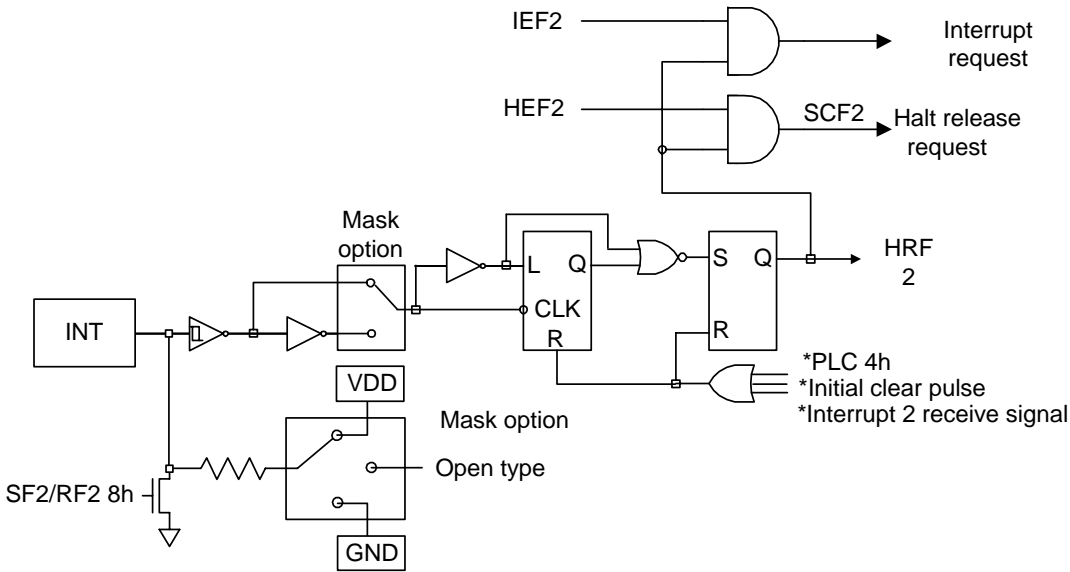 IEF2
Interrupt
request
HEF2
SCF2
Halt release
request
Mask
option
L
Q
CLK
R
S
Q
R
HRF
2
INT
*PLC 4h
*Initial clear pulse
*Interrupt 2 receive signal
VDD
Mask option
Open type
SF2/RF2 8h
GND